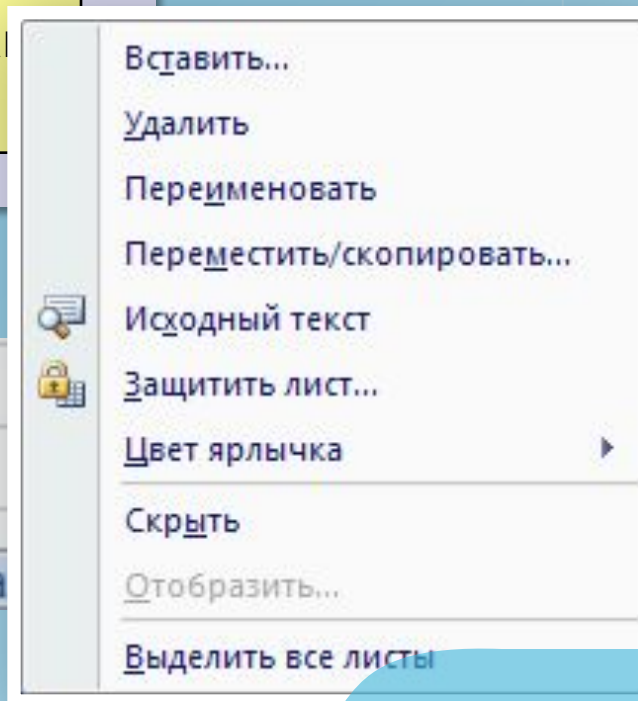 Вставить...
Удалить
Переименовать
Переместить/скопировать...
Исходный текст
Защитить лист...
Цвет ярлычка
Скрыть
Отобразить...
Выделить все листы